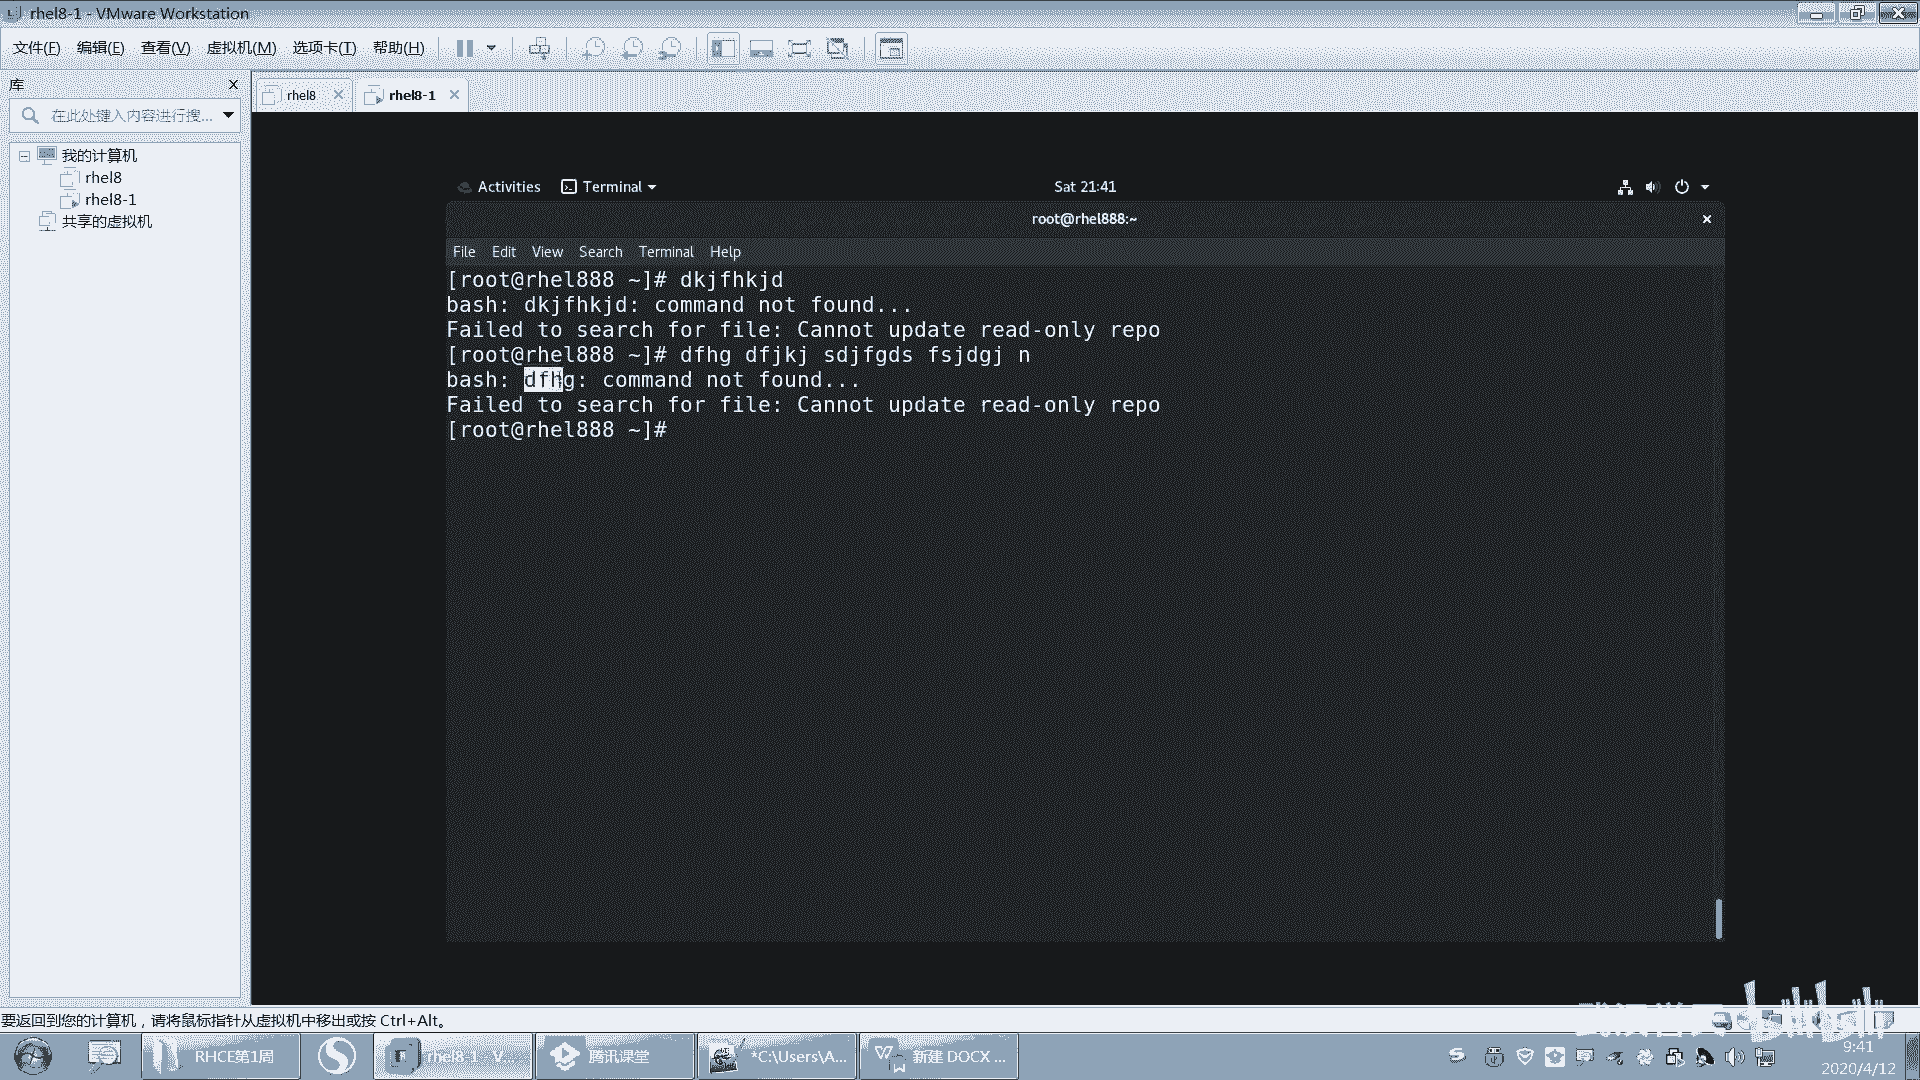 rhel8-1 - VMware Workstation
文件(F) 编辑(E) 查看(V) 虚拟机(M) 选项卡(T) 帮助(H)
库
在此处键入内容进行搜...
我的计算机
rhel8
rhel8-1
共享的虚拟机
rhel8 rhel8-1
Activities Terminal Sat 21:41
root@rhel888:~
File Edit View Search Terminal Help
[root@rhel888 ~]# dkjfhkjd
bash: dkjfhkjd: command not found...
Failed to search for file: Cannot update read-only repo
[root@rhel888 ~]# dfhg dfjkj sdjfgds fsjdgj n
bash: dfhg: command not found...
Failed to search for file: Cannot update read-only repo
[root@rhel888 ~]#
要返回到您的计算机，请将鼠标指针从虚拟机中移出或按 Ctrl+Alt。
bilibili
RHCE第1周 rhel8-1 - V... 腾讯课堂 *C:\Users\A... 新建 DOCX ...
9:41
2020/4/12